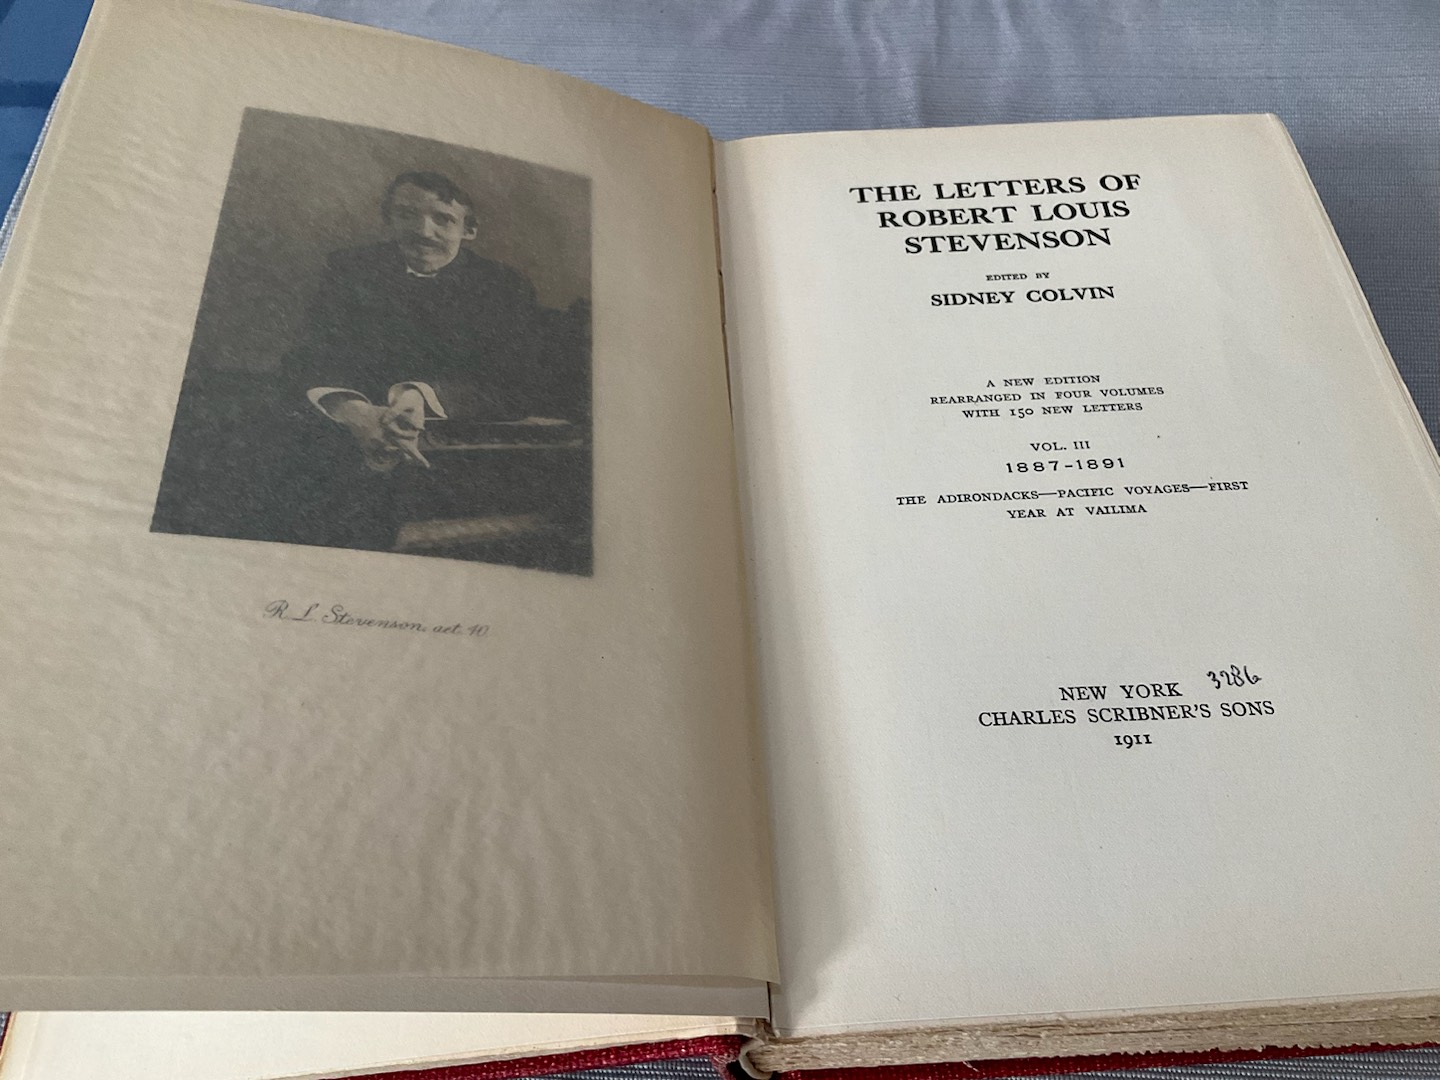 R. L. Stevenson, aet. 40
THE LETTERS OF
ROBERT LOUIS
STEVENSON
EDITED BY
SIDNEY COLVIN
A NEW EDITION
REARRANGED IN FOUR VOLUMES
WITH 150 NEW LETTERS
VOL. III
1887-1891
THE ADIRONDACKS—PACIFIC VOYAGES—FIRST
YEAR AT VAILIMA
3286
NEW YORK
CHARLES SCRIBNER'S SONS
1911